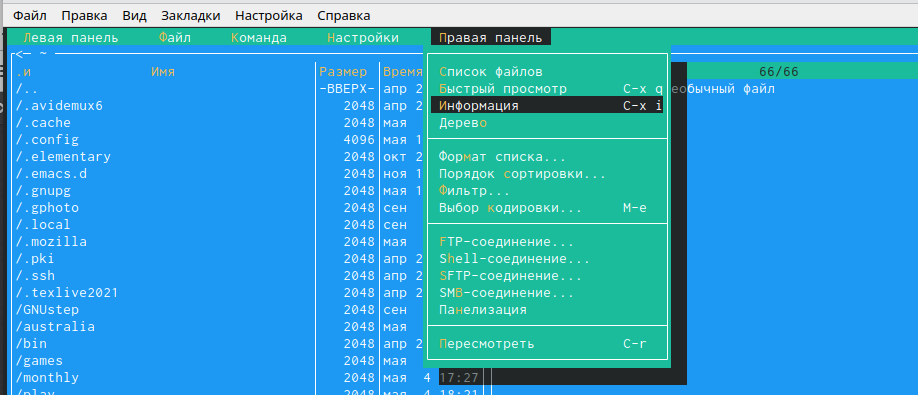 Файл Правка Вид Закладки Настройка Справка
Левая панель Файл Команда Настройки Правая панель
<─ ~
.и Имя Размер Время 66/66
/.. -ВВЕРХ- апр 2 еобычный файл
/.avidemux6 2048 апр 2
/.cache 2048 мая
/.config 4096 мая 1
/.elementary 2048 окт 2
/.emacs.d 2048 ноя 1
/.gnupg 2048 мая 1
/.gphoto 2048 сен
/.local 2048 сен
/.mozilla 2048 мая
/.pki 2048 апр 2
/.ssh 2048 апр 2
/.texlive2021 2048 апр 2
/GNUstep 2048 сен
/australia 2048 мая
/bin 2048 апр 2
/games 2048 мая
/monthly 2048 мая 4 17:27
/play 2048 мая 4 18:21
Список файлов
Быстрый просмотр C-x q
Информация C-x i
Дерево
Формат списка...
Порядок сортировки...
Фильтр...
Выбор кодировки... M-e
FTP-соединение...
Shell-соединение...
SFTP-соединение...
SMB-соединение...
Панелизация
Пересмотреть C-r